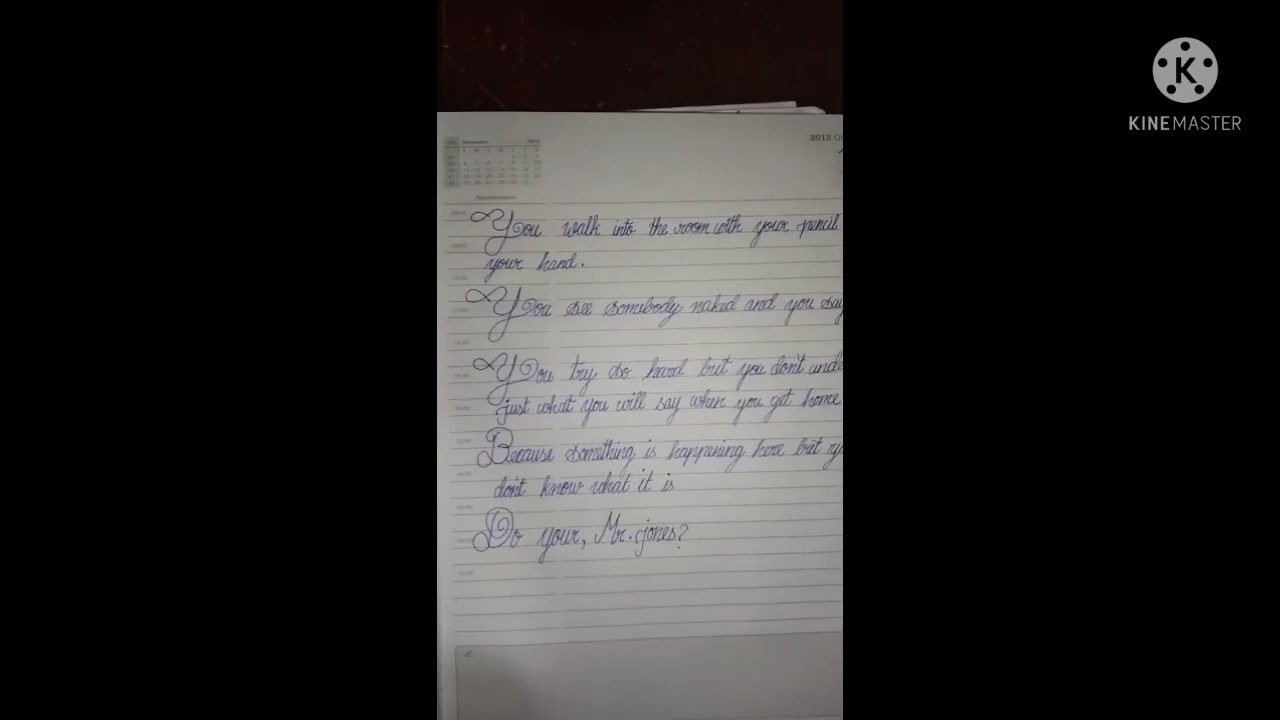 KINEMASTER
2012
You walk into the room with your pencil
your hand.
You see somebody naked and you say
You try so hard but you don't unde
just what you will say when you get home
Because something is happening here but y
don't know what it is
Do your, Mr. jones?